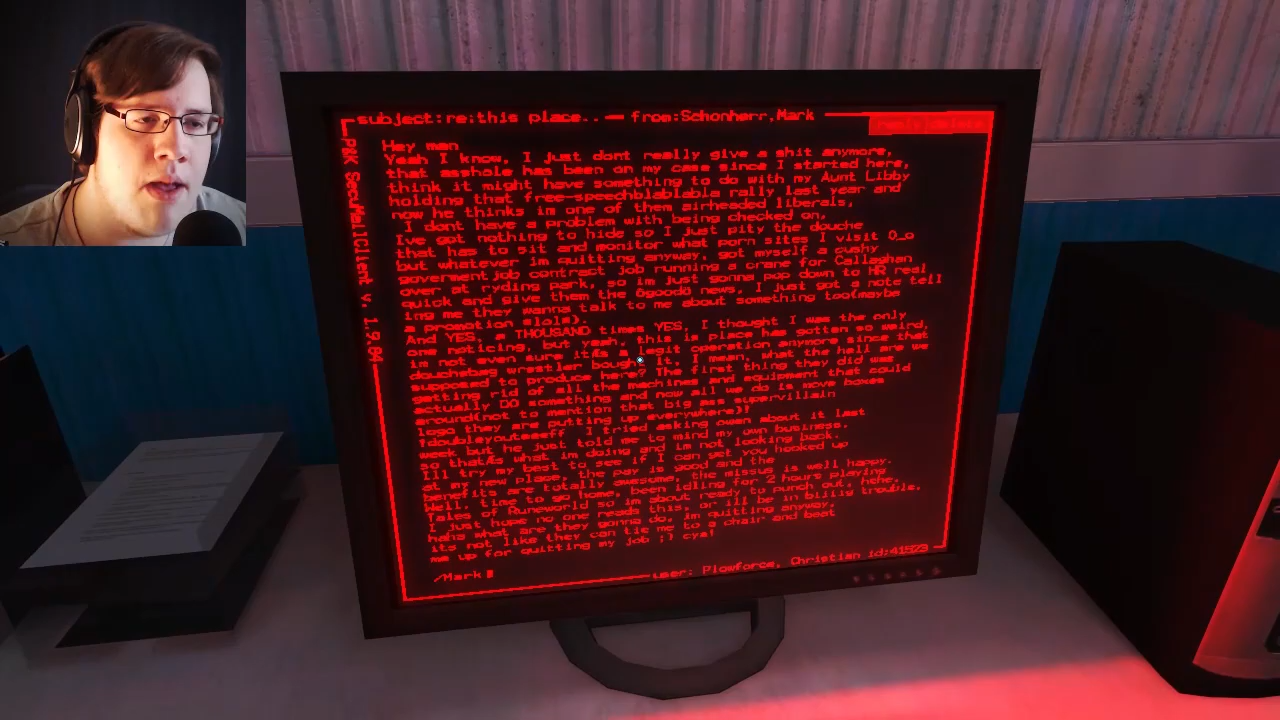 subject:re;this place.. — from:Schonherr,Mark
PBK Secr.MailClient v. 1.9.84
Hey man
Yeah I know, I just dont really give a shit anymore,
that asshole has been on my case since I started here,
think it might have something to do with my Aunt Libby
holding that free-speechblablabla rally last year and
now he thinks im one of them airheaded liberals,
I dont have a problem with being checked on,
Ive got nothing to hide so I just pity the douche
that has to sit and monitor what porn sites I visit O_o
but whatever im quitting anyway, got myself a cushy
goverment job contract job running a crane for Callaghan
over at ryding park, so im just gonna pop down to HR real
quick and give them the ôgoodö news, I just got a note tell
ing me they wanna talk to me about something too(maybe
a promotion =lol=).
And YES, a THOUSAND times YES, I thought I was the only
one noticing, but yeah, this is place has gotten so weird,
im not even sure itÆs a legit operation anymore since that
douchebag wrestler bought it. I mean, what the hell are we
supposed to produce here? The first thing they did was
getting rid of all the machines and equipment that could
actually DO something and now all we do is move boxes
around(not to mention that big ass supervillain
logo they are putting up everywhere)?
!doubleyouteeeff I tried asking owen about it last
week but he just told me to mind my own business.
so thatÆs what im doing and im not looking back.
Ill try my best to see if I can get you hooked up
at my new place, the pay is good and the
benefits are totally awesome, the missus is well happy.
Well, time to go home, been idling for 2 hours playing
Tales of Runeworld so im about ready to punch out, hehe,
I just hope no one reads this, or ill be in bigtig trouble.
haha what are they gonna do, im quitting anyway,
its not like they can tie me to a chair and beat
me up for quitting my job ;) cya!
/Mark
user: Plowforce, Christian id:41523